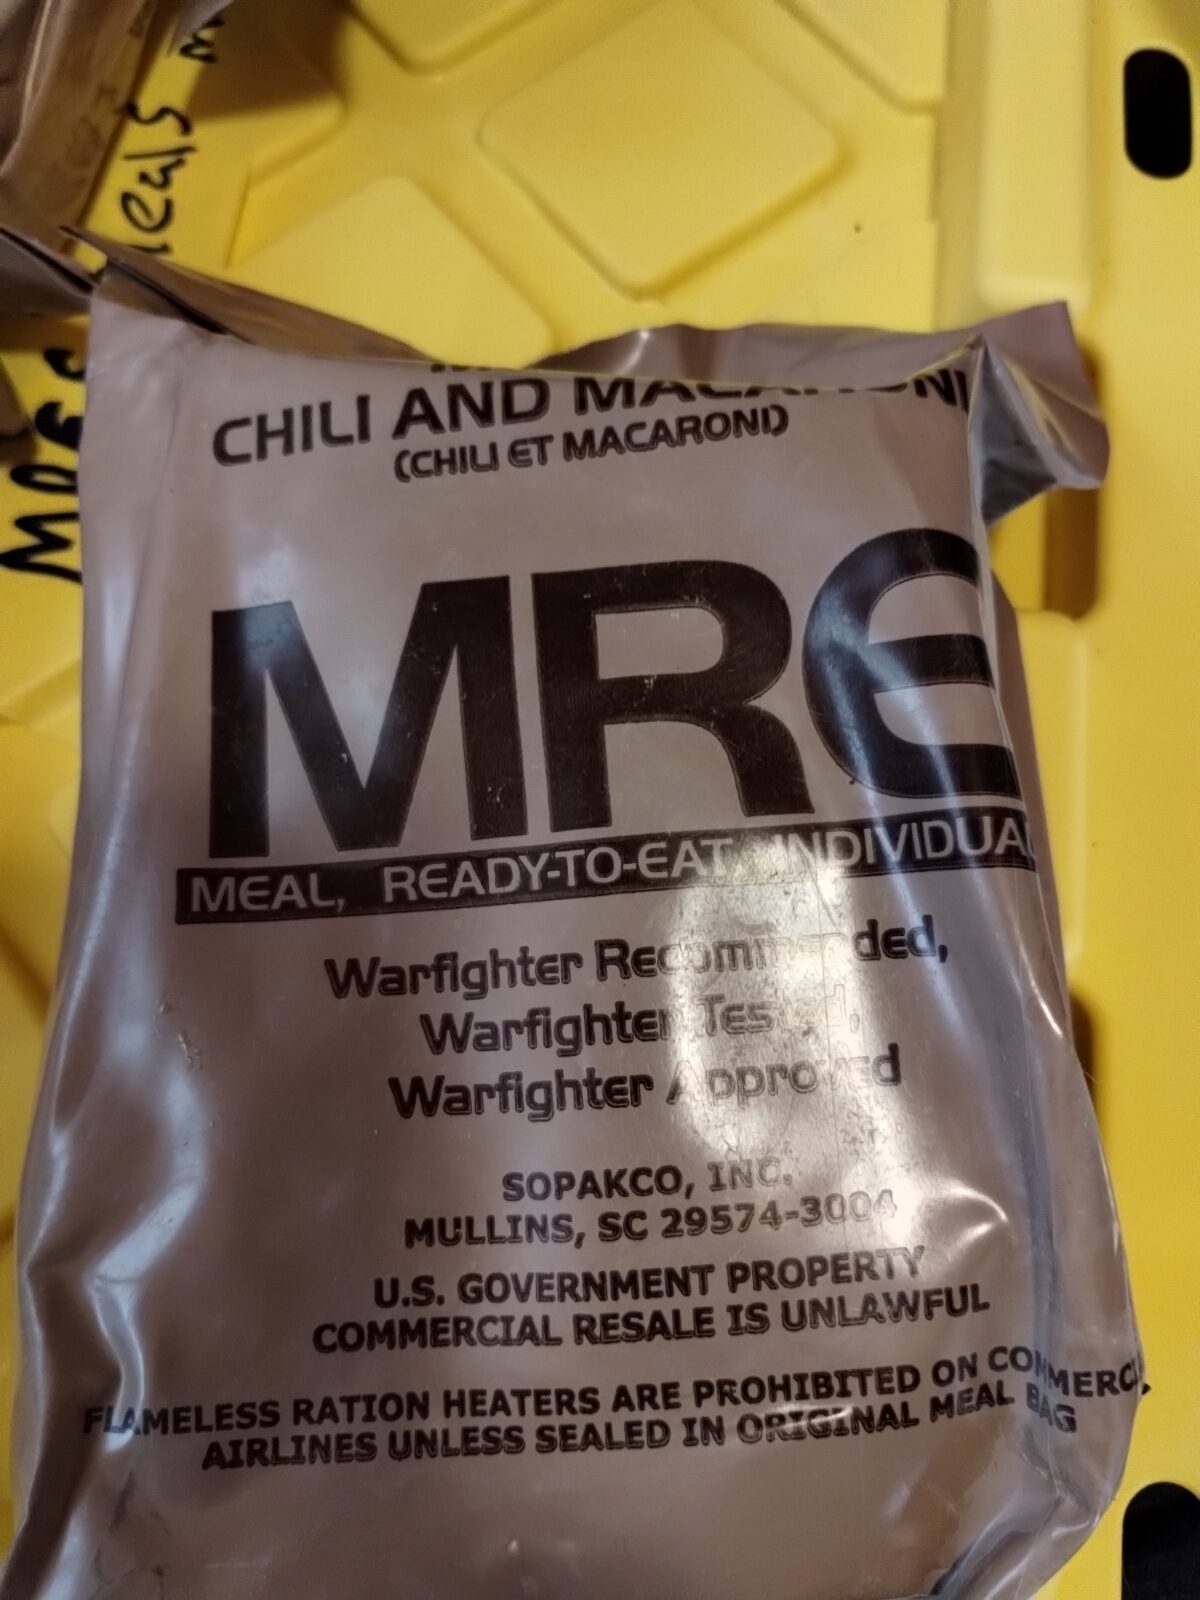 meals
MRE
CHILI AND MACARONI
(CHILI ET MACARONI)
MRE
MEAL, READY-TO-EAT, INDIVIDUAL
Warfighter Recommended,
Warfighter Tested,
Warfighter Approved
SOPAKCO, INC.
MULLINS, SC 29574-3004
U.S. GOVERNMENT PROPERTY
COMMERCIAL RESALE IS UNLAWFUL
FLAMELESS RATION HEATERS ARE PROHIBITED ON COMMERCIAL
AIRLINES UNLESS SEALED IN ORIGINAL MEAL BAG